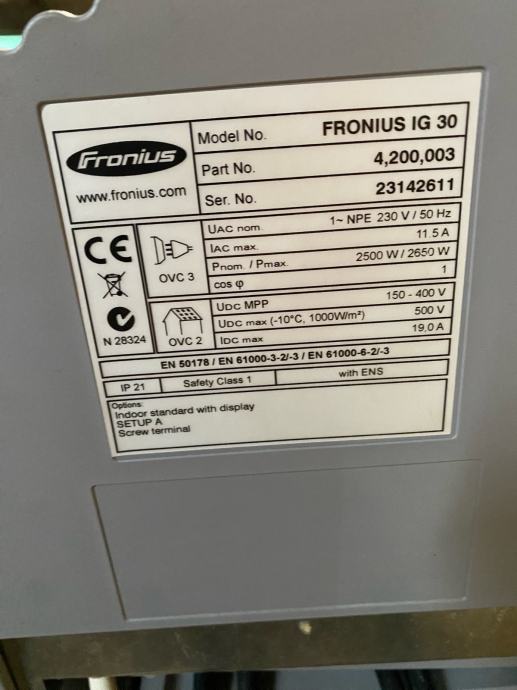 Fronius
www.fronius.com
Model No. FRONIUS IG 30
Part No. 4,200,003
Ser. No. 23142611
CE
N 28324
OVC 3
UAC nom. 1~ NPE 230 V / 50 Hz
IAC max. 11.5 A
Pnom. / Pmax. 2500 W / 2650 W
cos φ 1
OVC 2
UDC MPP 150 - 400 V
UDC max (-10°C, 1000W/m²) 500 V
IDC max 19,0 A
EN 50178 / EN 61000-3-2/-3 / EN 61000-6-2/-3
IP 21 Safety Class 1 with ENS
Options:
Indoor standard with display
SETUP A
Screw terminal